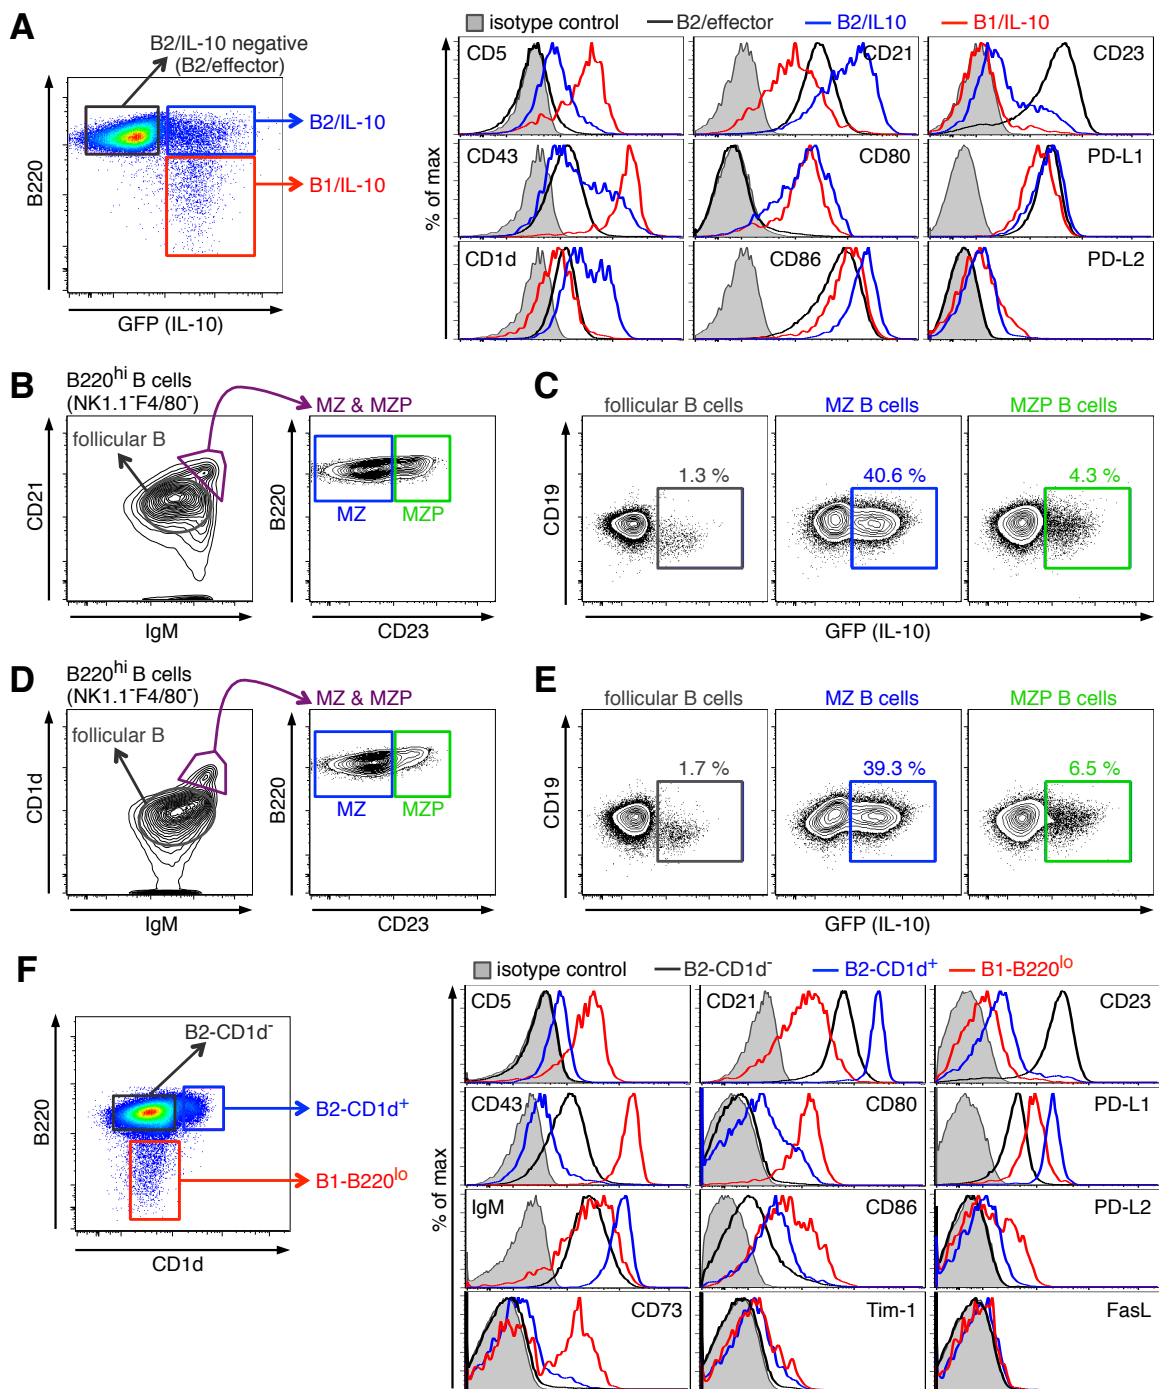 A
B2/IL-10 negative
(B2/effector)
B220
B2/IL-10
B1/IL-10
GFP (IL-10)
isotype control
B2/effector
B2/IL10
B1/IL-10
% of max
CD5
CD21
CD23
CD43
CD80
PD-L1
CD1d
CD86
PD-L2
B
B220hi B cells
(NK1.1-F4/80-)
follicular B
CD21
IgM
MZ & MZP
B220
MZ
MZP
CD23
C
follicular B cells
MZ B cells
MZP B cells
1.3 %
40.6 %
4.3 %
CD19
GFP (IL-10)
D
B220hi B cells
(NK1.1-F4/80-)
follicular B
CD1d
IgM
MZ & MZP
B220
MZ
MZP
CD23
E
follicular B cells
MZ B cells
MZP B cells
1.7 %
39.3 %
6.5 %
CD19
GFP (IL-10)
F
B2-CD1d-
B220
B2-CD1d+
B1-B220lo
CD1d
isotype control
B2-CD1d-
B2-CD1d+
B1-B220lo
% of max
CD5
CD21
CD23
CD43
CD80
PD-L1
IgM
CD86
PD-L2
CD73
Tim-1
FasL